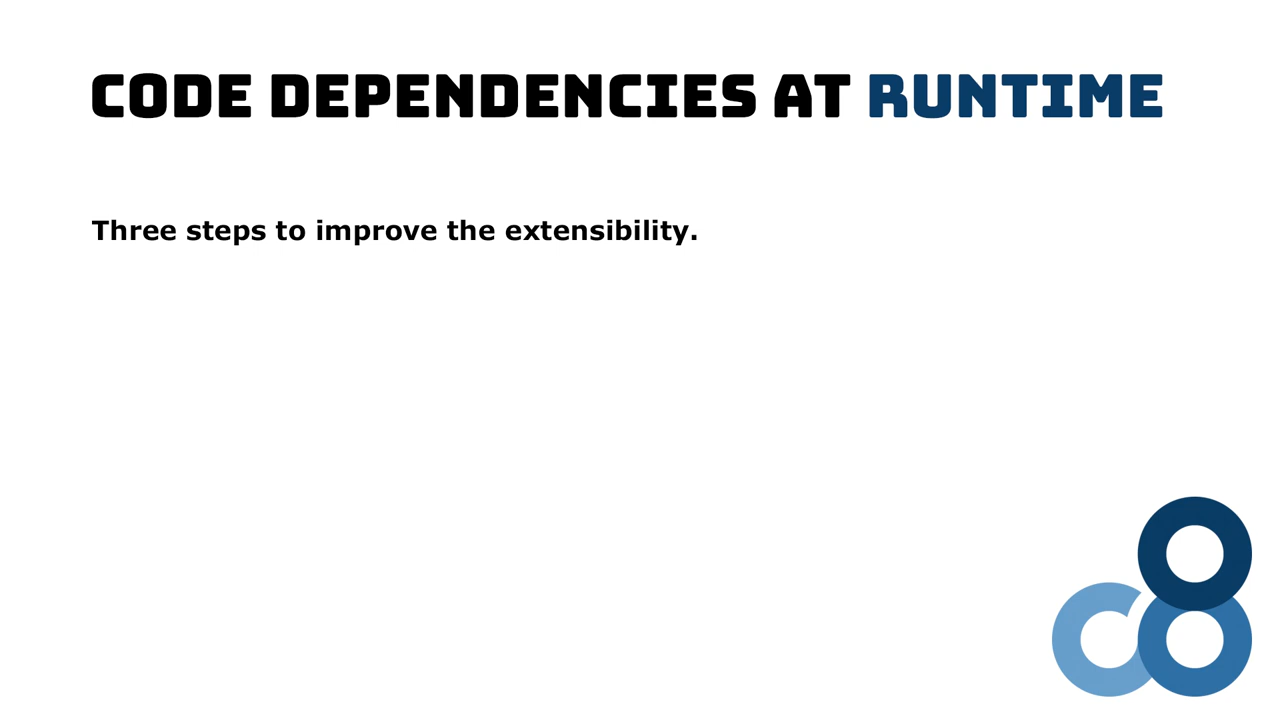 CODE DEPENDENCIES AT RUNTIME
Three steps to improve the extensibility.